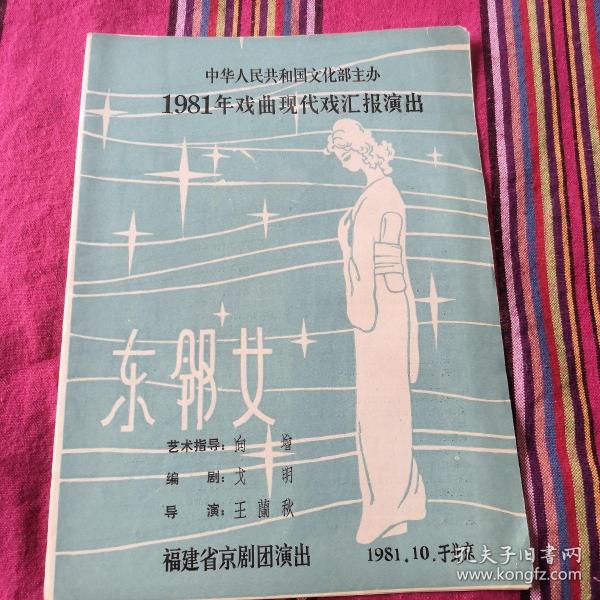 中华人民共和国文化部主办
1981年戏曲现代戏汇报演出
东邻女
艺术指导：向增
编剧：戈明
导演：王蘭秋
福建省京剧团演出
1981.10.于北京
孔夫子旧书网
www.kongfz.com